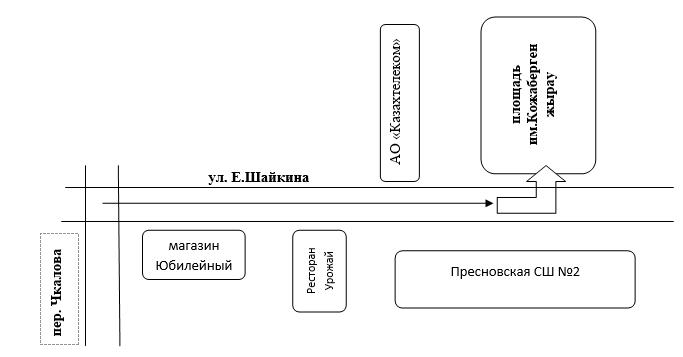 АО «Казахтелеком»
площадь
им.Кожаберген
жырау
ул. Е.Шайкина
пер. Чкалова
магазин
Юбилейный
Ресторан
Урожай
Пресновская СШ №2